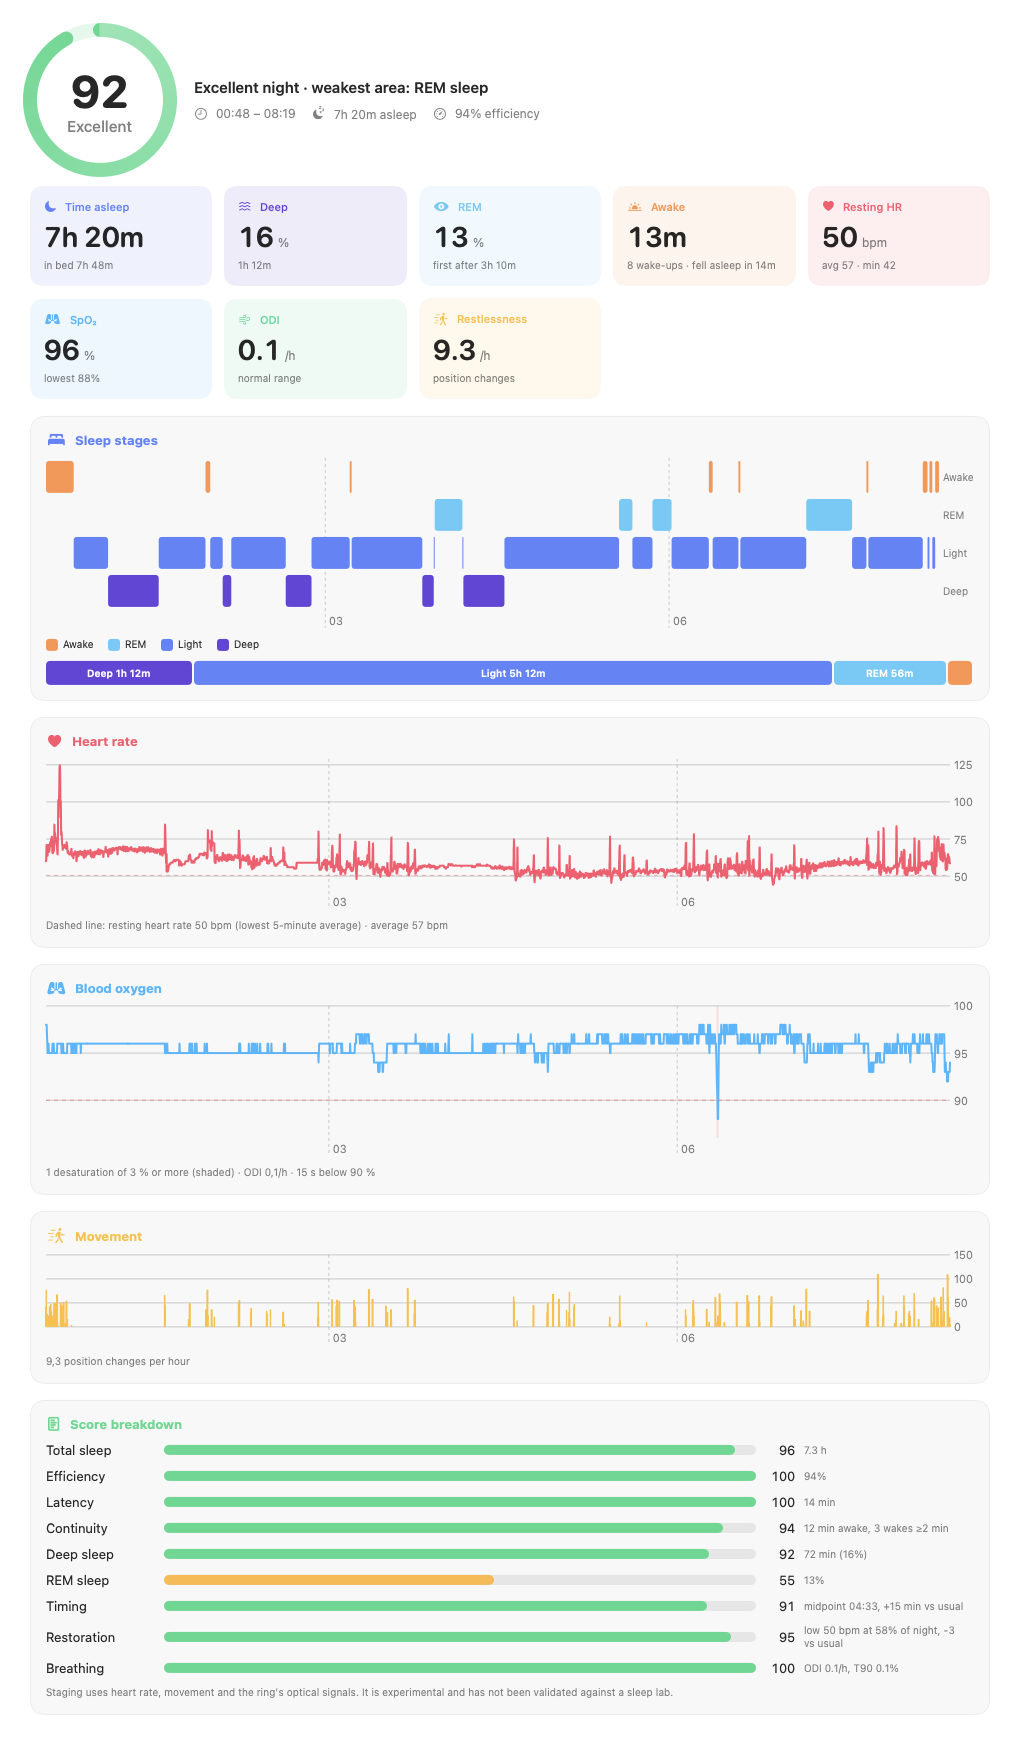 92
Excellent
Excellent night · weakest area: REM sleep
00:48 – 08:19 7h 20m asleep 94% efficiency
Time asleep
7h 20m
in bed 7h 48m
Deep
16 %
1h 12m
REM
13 %
first after 3h 10m
Awake
13m
8 wake-ups · fell asleep in 14m
Resting HR
50 bpm
avg 57 · min 42
SpO₂
96 %
lowest 88%
ODI
0.1 /h
normal range
Restlessness
9.3 /h
position changes
Sleep stages
Awake
REM
Light
Deep
03 06
Awake REM Light Deep
Deep 1h 12m Light 5h 12m REM 56m
Heart rate
125
100
75
50
03 06
Dashed line: resting heart rate 50 bpm (lowest 5-minute average) · average 57 bpm
Blood oxygen
100
95
90
03 06
1 desaturation of 3 % or more (shaded) · ODI 0,1/h · 15 s below 90 %
Movement
150
100
50
0
03 06
9,3 position changes per hour
Score breakdown
Total sleep 96 7.3 h
Efficiency 100 94%
Latency 100 14 min
Continuity 94 12 min awake, 3 wakes ≥2 min
Deep sleep 92 72 min (16%)
REM sleep 55 13%
Timing 91 midpoint 04:33, +15 min vs usual
Restoration 95 low 50 bpm at 58% of night, -3
vs usual
Breathing 100 ODI 0.1/h, T90 0.1%
Staging uses heart rate, movement and the ring's optical signals. It is experimental and has not been validated against a sleep lab.